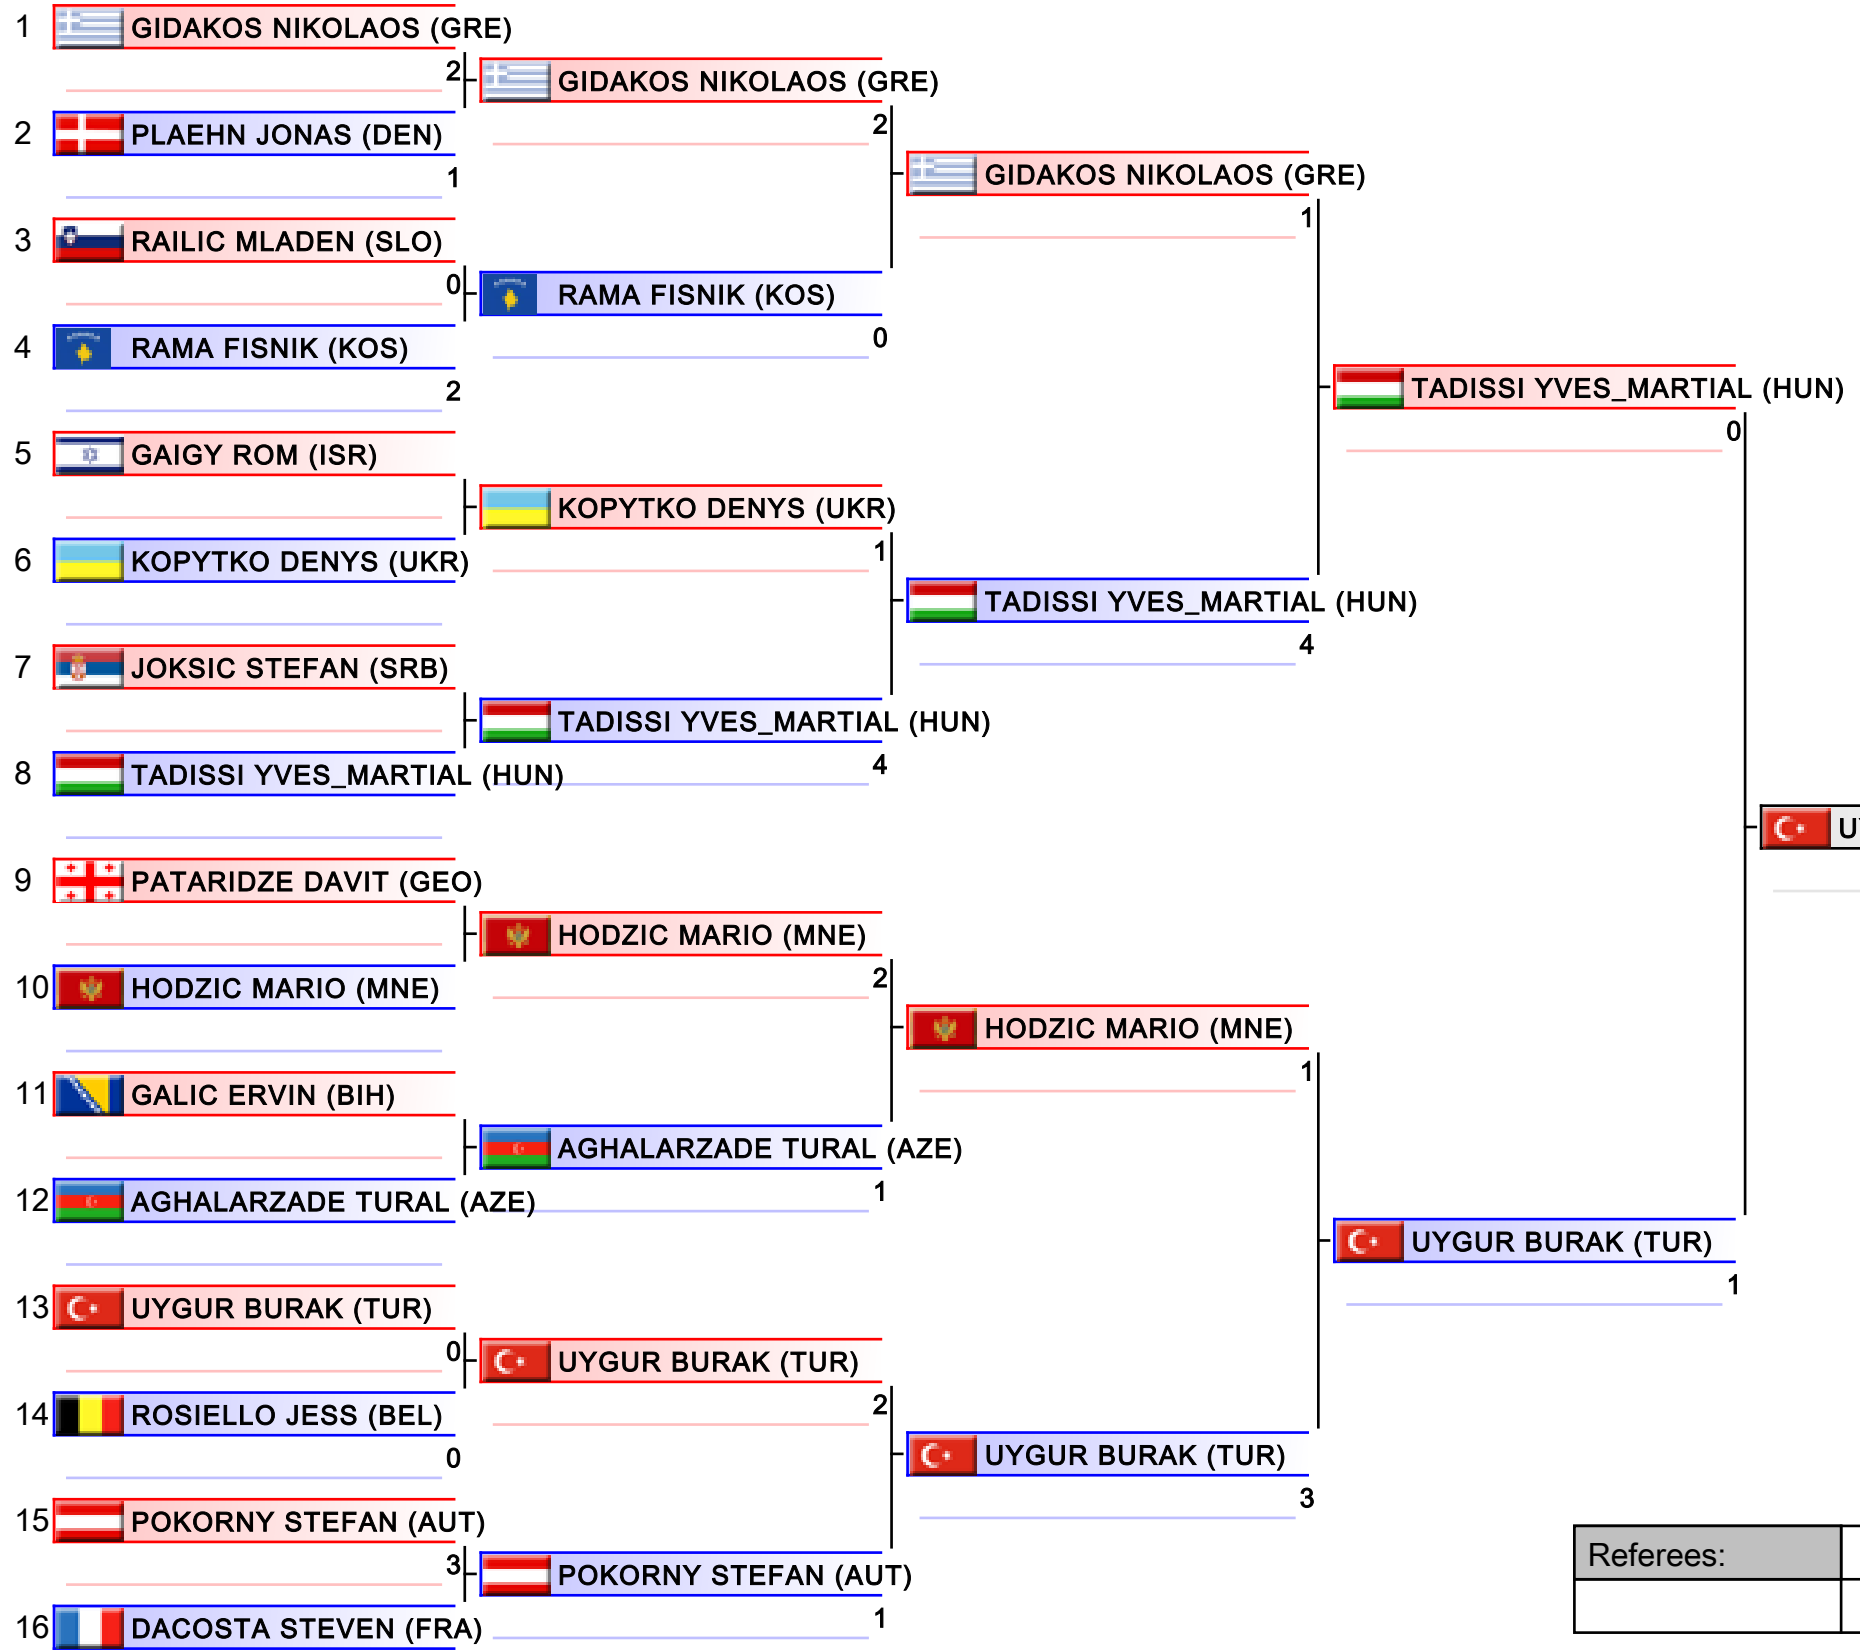 1 GIDAKOS NIKOLAOS (GRE)
2
2 PLAEHN JONAS (DEN)
1
3 RAILIC MLADEN (SLO)
0
4 RAMA FISNIK (KOS)
2
5 GAIGY ROM (ISR)
6 KOPYTKO DENYS (UKR)
7 JOKSIC STEFAN (SRB)
8 TADISSI YVES_MARTIAL (HUN)
9 PATARIDZE DAVIT (GEO)
10 HODZIC MARIO (MNE)
11 GALIC ERVIN (BIH)
12 AGHALARZADE TURAL (AZE)
13 UYGUR BURAK (TUR)
0
14 ROSIELLO JESS (BEL)
0
15 POKORNY STEFAN (AUT)
3
16 DACOSTA STEVEN (FRA)
GIDAKOS NIKOLAOS (GRE)
2
RAMA FISNIK (KOS)
0
KOPYTKO DENYS (UKR)
1
TADISSI YVES_MARTIAL (HUN)
4
HODZIC MARIO (MNE)
2
AGHALARZADE TURAL (AZE)
1
UYGUR BURAK (TUR)
2
POKORNY STEFAN (AUT)
1
GIDAKOS NIKOLAOS (GRE)
1
TADISSI YVES_MARTIAL (HUN)
4
HODZIC MARIO (MNE)
1
UYGUR BURAK (TUR)
3
TADISSI YVES_MARTIAL (HUN)
0
UYGUR BURAK (TUR)
1
Referees: